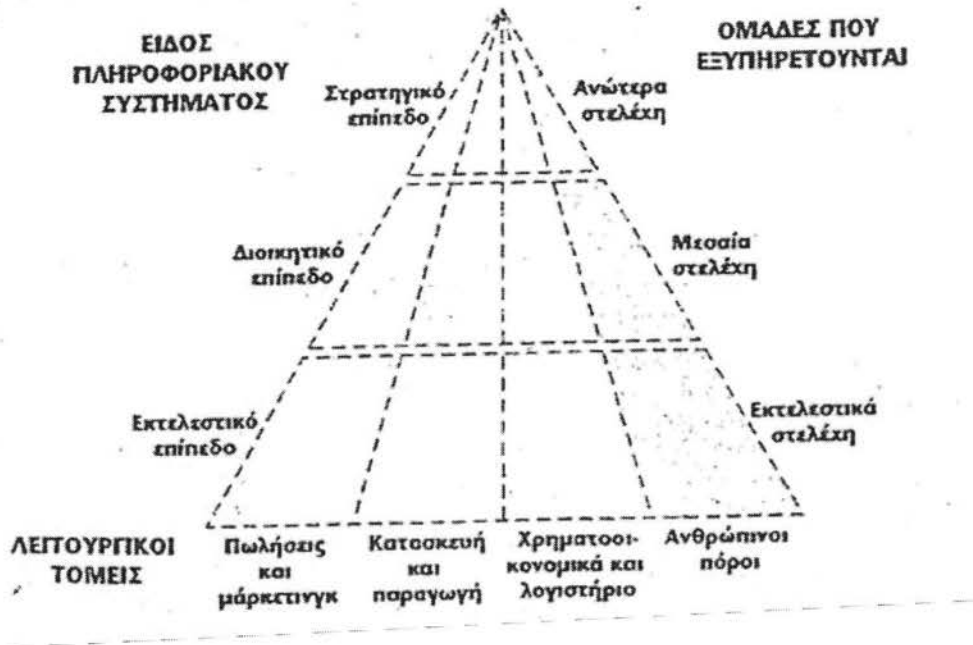 ΕΙΔΟΣ
ΠΛΗΡΟΦΟΡΙΑΚΟΥ
ΣΥΣΤΗΜΑΤΟΣ
ΟΜΑΔΕΣ ΠΟΥ
ΕΞΥΠΗΡΕΤΟΥΝΤΑΙ
Στρατηγικό
επίπεδο
Ανώτερα
στελέχη
Διοικητικό
επίπεδο
Μεσαία
στελέχη
Εκτελεστικό
επίπεδο
Εκτελεστικά
στελέχη
ΛΕΙΤΟΥΡΓΙΚΟΙ
ΤΟΜΕΙΣ
Πωλήσεις
και
μάρκετινγκ
Κατασκευή
και
παραγωγή
Χρηματοοι-
κονομικά και
λογιστήριο
Ανθρώπινοι
πόροι